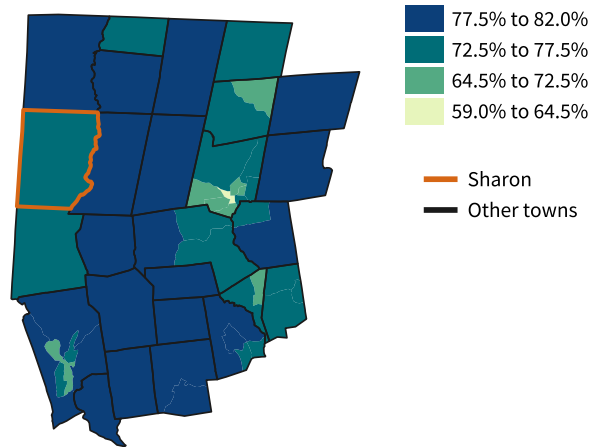 77.5% to 82.0%
72.5% to 77.5%
64.5% to 72.5%
59.0% to 64.5%
Sharon
Other towns